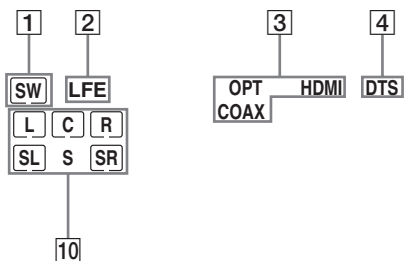 1 2 3 4
SW LFE OPT HDMI DTS
L C R COAX
SL S SR
10